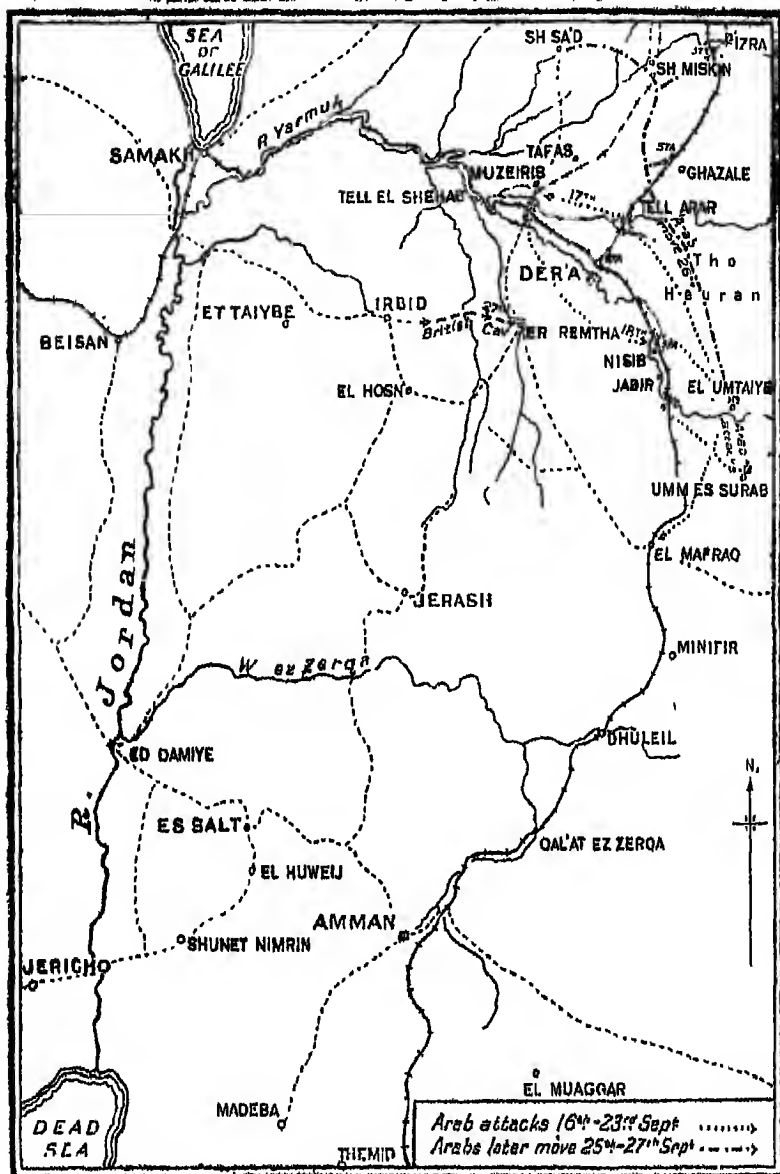 SEA
OF
GALILEE
SH SA'D
IZRA
SH MISKIN
R Yarmuk
SAMAKH
TAFAS
MUZEIRIB
GHAZALE
17TH
TELL EL SHEHAB
TELL ARAR
The
Hauran
DER'A
ET TAIYBE
IRBID
British
Cav
ER REMTHA
18TH
BEISAN
NISIB
EL HOSN
JABIR
EL UMTAIYE
UMM ES SURAB
EL MAFRAQ
JERASH
R. Jordan
MINIFIR
W ez Zerqa
ED DAMIYE
DHULEIL
N.
ES SALT
QAL'AT EZ ZERQA
EL HUWEIJ
AMMAN
SHUNET NIMRIN
JERICHO
EL MUAGGAR
MADEBA
DEAD
SEA
THEMID
Arab attacks 16th-23rd Sept
Arabs later move 25th-27th Sept